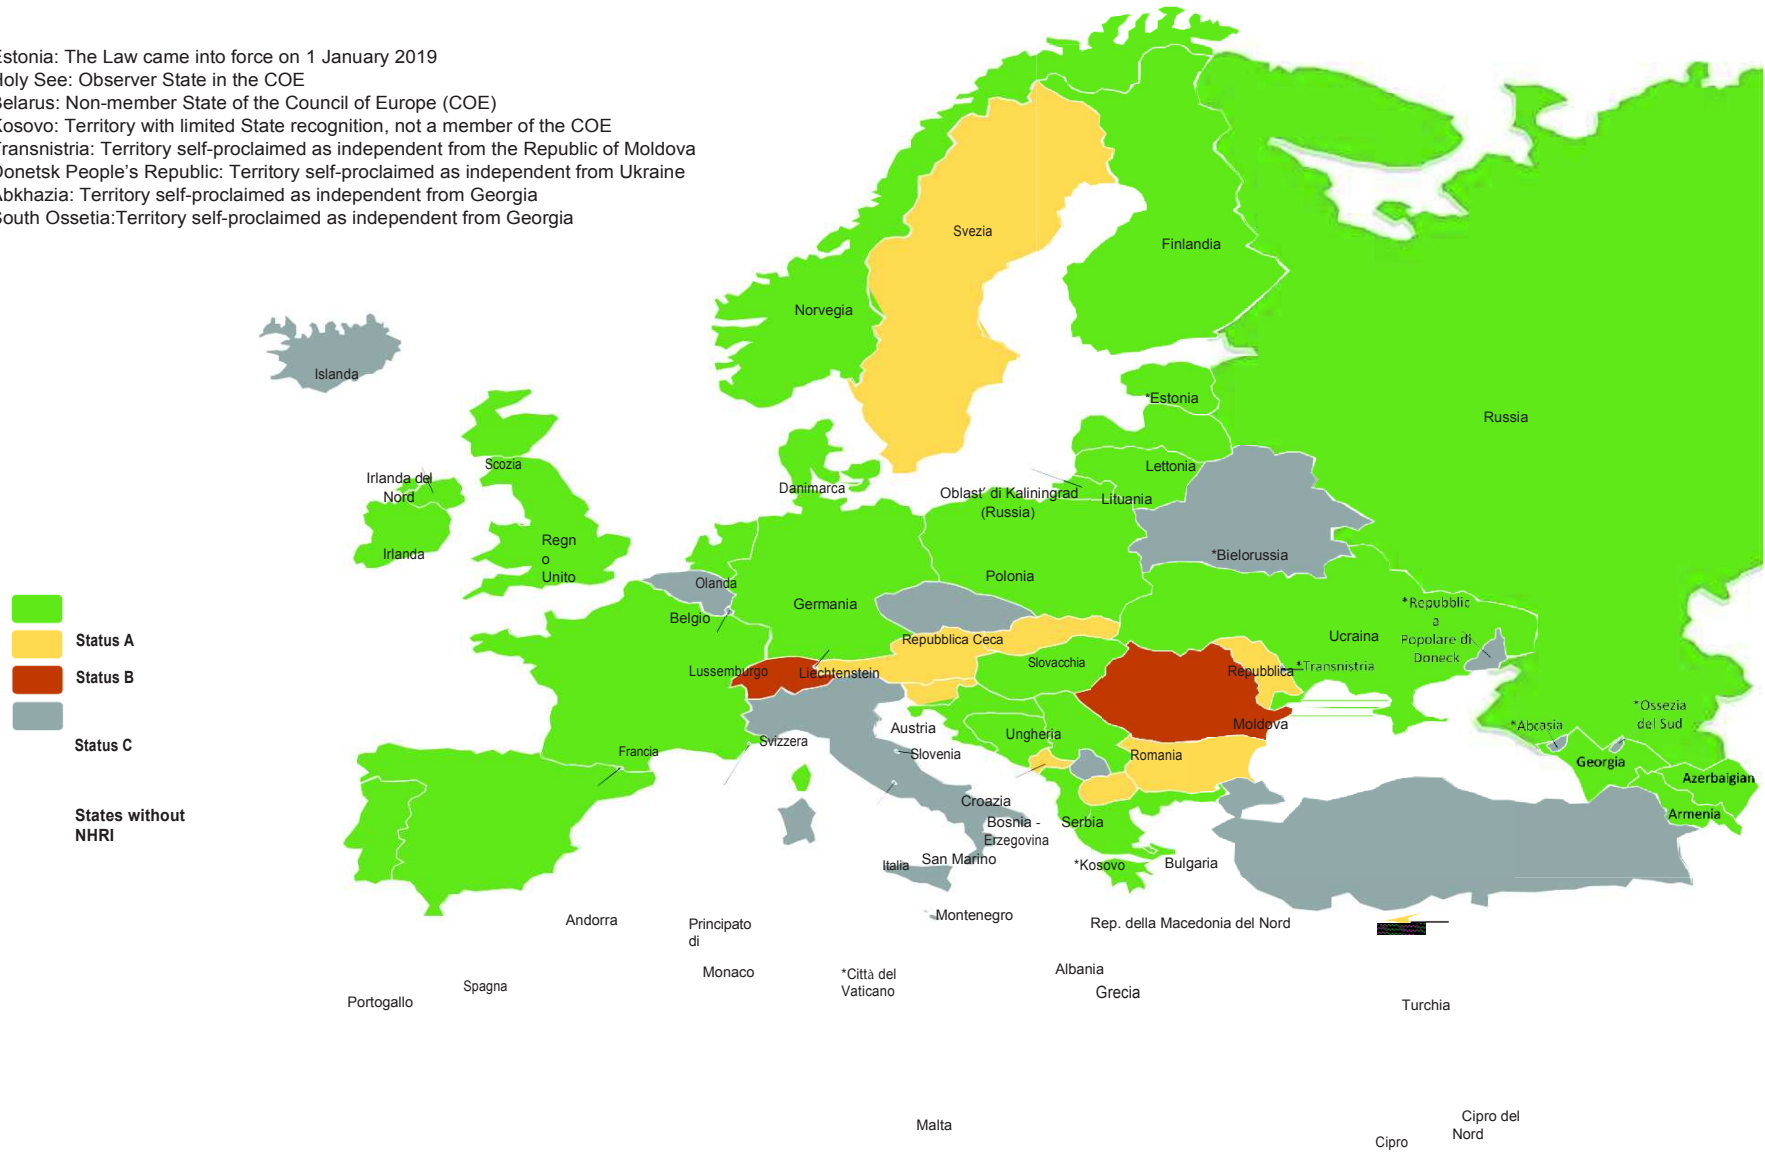 Estonia: The Law came into force on 1 January 2019
Holy See: Observer State in the COE
Belarus: Non-member State of the Council of Europe (COE)
Kosovo: Territory with limited State recognition, not a member of the COE
Transnistria: Territory self-proclaimed as independent from the Republic of Moldova
Donetsk People’s Republic: Territory self-proclaimed as independent from Ukraine
Abkhazia: Territory self-proclaimed as independent from Georgia
South Ossetia:Territory self-proclaimed as independent from Georgia
Svezia
Finlandia
Norvegia
Islanda
*Estonia
Russia
Scozia
Lettonia
Irlanda del
Nord
Danimarca
Oblast’ di Kaliningrad
(Russia)
Lituania
Irlanda
Regn
o
Unito
*Bielorussia
Olanda
Polonia
Belgio
Germania
*Repubblic
a
Popolare di
Doneck
Status A
Repubblica Ceca
Ucraina
Status B
Lussemburgo
Liechtenstein
Slovacchia
Repubblica
*Transnistria
Status C
Austria
Ungheria
Moldova
*Abcasia
*Ossezia
del Sud
Francia
Svizzera
Slovenia
Romania
Georgia
Azerbaigian
Armenia
States without
NHRI
Croazia
Bosnia -
Erzegovina
Serbia
Italia
San Marino
*Kosovo
Bulgaria
Andorra
Principato
di
Monaco
Montenegro
Rep. della Macedonia del Nord
*Città del
Vaticano
Albania
Grecia
Portogallo
Spagna
Turchia
Malta
Cipro
Cipro del
Nord